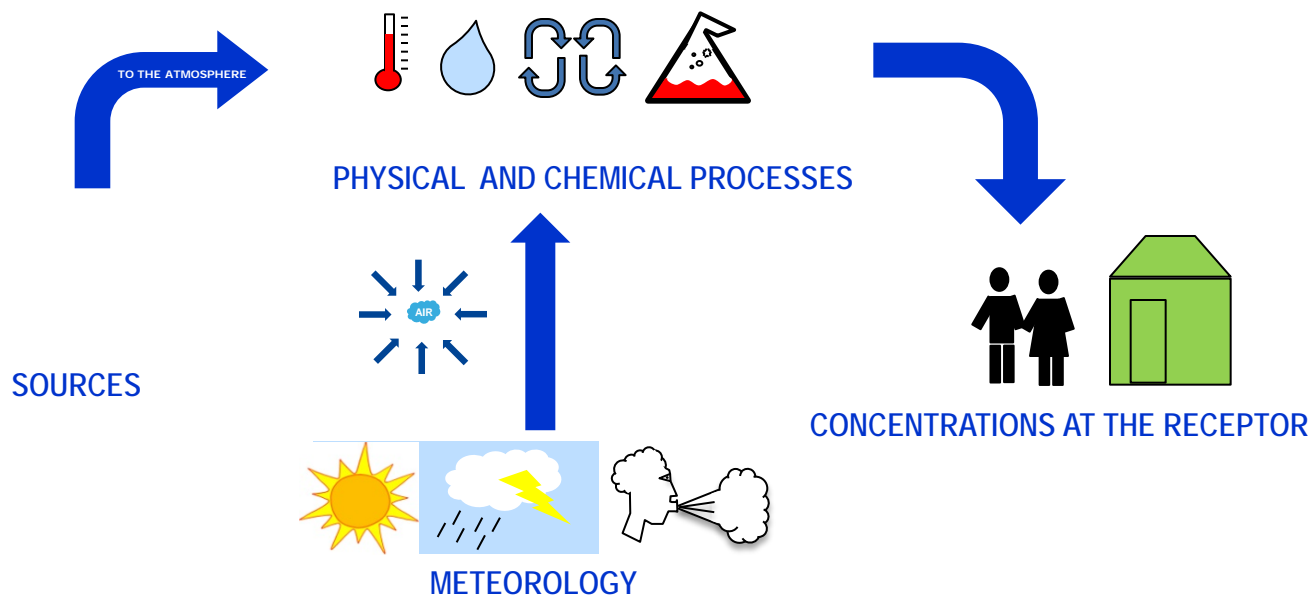 TO THE ATMOSPHERE
PHYSICAL AND CHEMICAL PROCESSES
AIR
SOURCES
CONCENTRATIONS AT THE RECEPTOR
METEOROLOGY